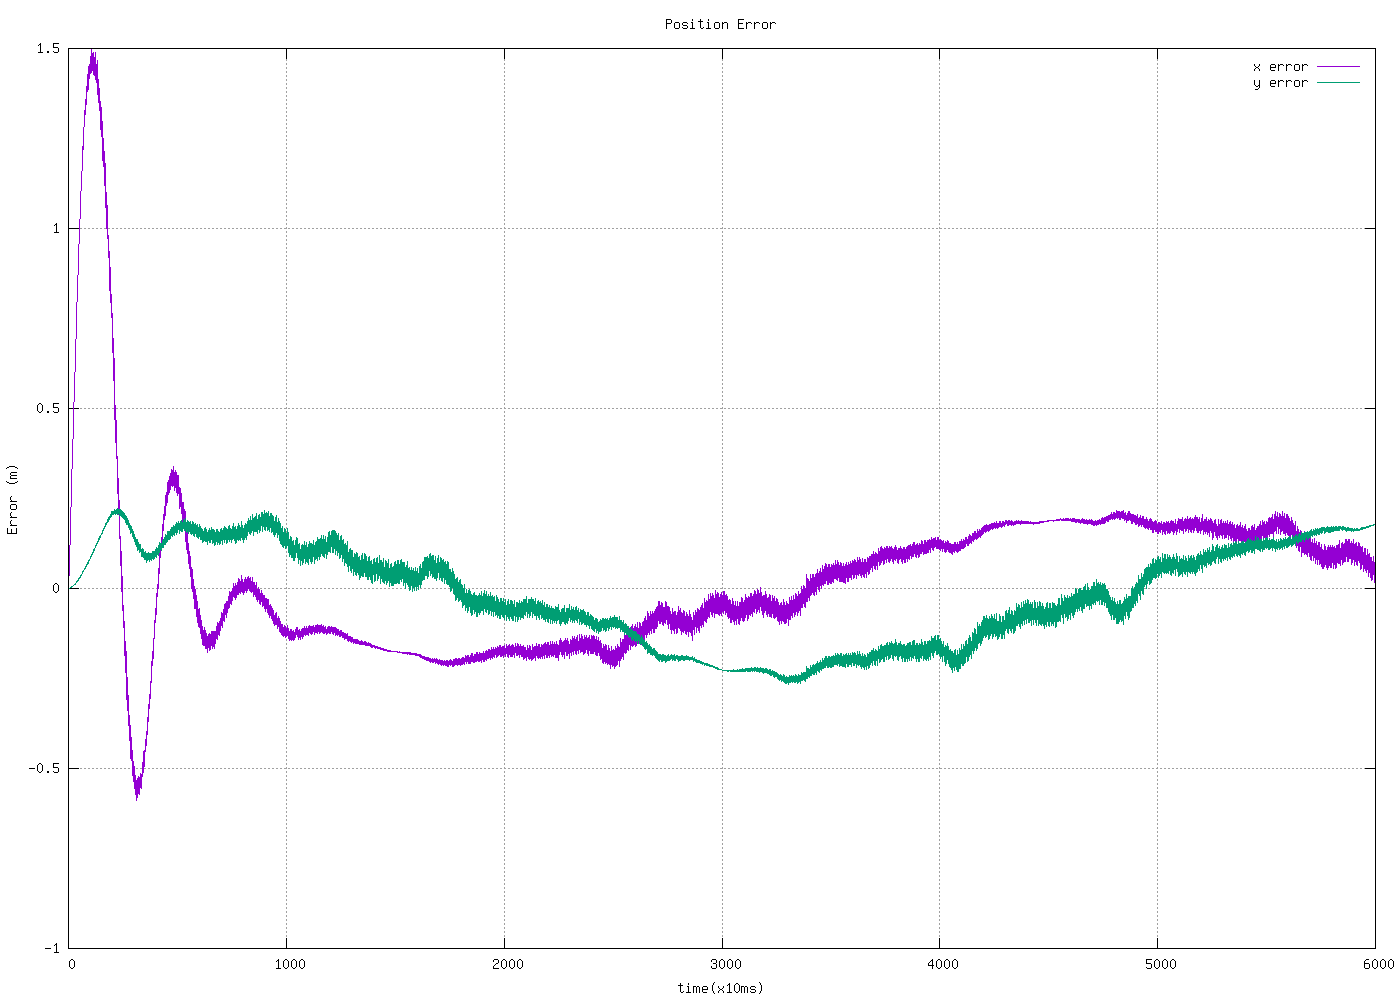 Position Error
x error
y error
1.5
1
0.5
0
-0.5
-1
Error (m)
0 1000 2000 3000 4000 5000 6000
time(x10ms)